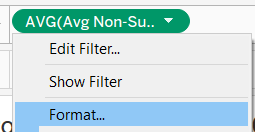 AVG(Avg Non-Su..
Edit Filter...
Show Filter
Format...